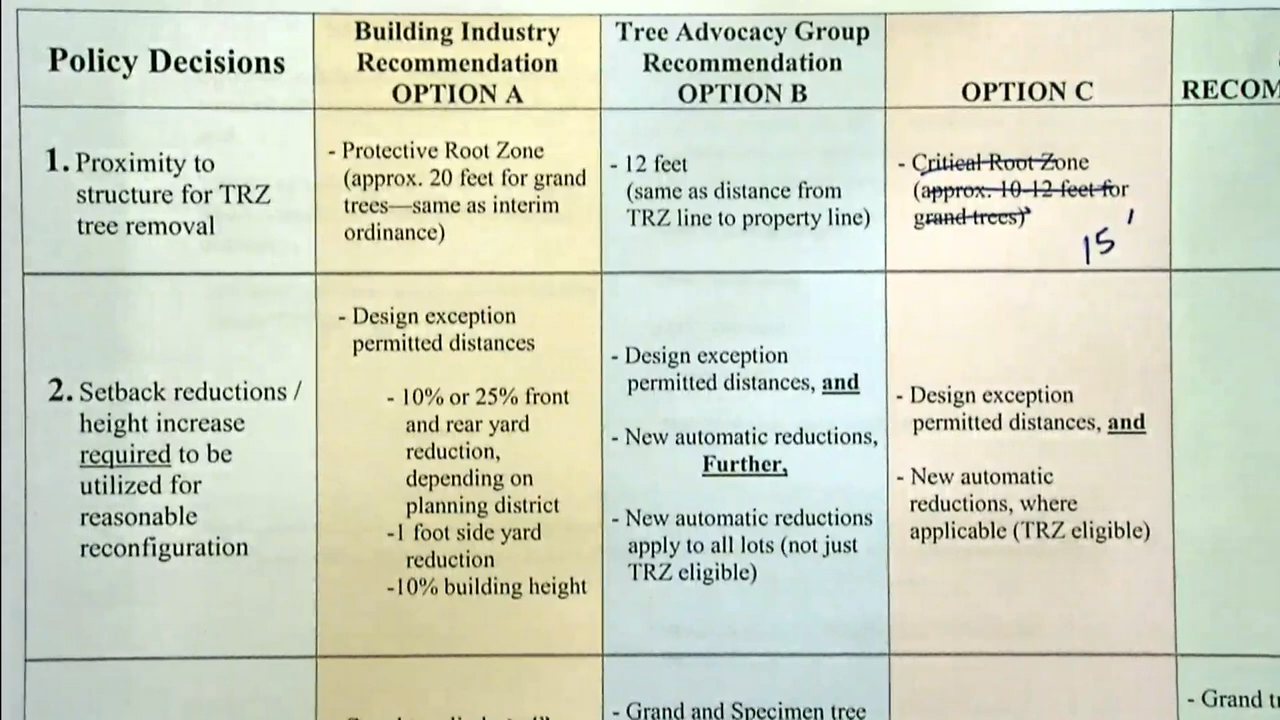 Policy Decisions
Building Industry
Recommendation
OPTION A
Tree Advocacy Group
Recommendation
OPTION B
OPTION C
RECOM
1. Proximity to
structure for TRZ
tree removal
- Protective Root Zone
(approx. 20 feet for grand
trees—same as interim
ordinance)
- 12 feet
(same as distance from
TRZ line to property line)
- Critical Root Zone
(approx. 10-12 feet for
grand trees)
15'
2. Setback reductions /
height increase
required to be
utilized for
reasonable
reconfiguration
- Design exception
permitted distances
- 10% or 25% front
and rear yard
reduction,
depending on
planning district
-1 foot side yard
reduction
-10% building height
- Design exception
permitted distances, and
- New automatic reductions,
Further,
- New automatic reductions
apply to all lots (not just
TRZ eligible)
- Design exception
permitted distances, and
- New automatic
reductions, where
applicable (TRZ eligible)
- Grand and Specimen tree
- Grand